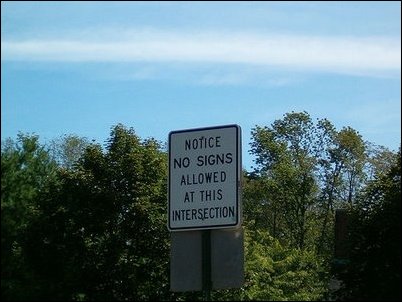 NOTICE
NO SIGNS
ALLOWED
AT THIS
INTERSECTION